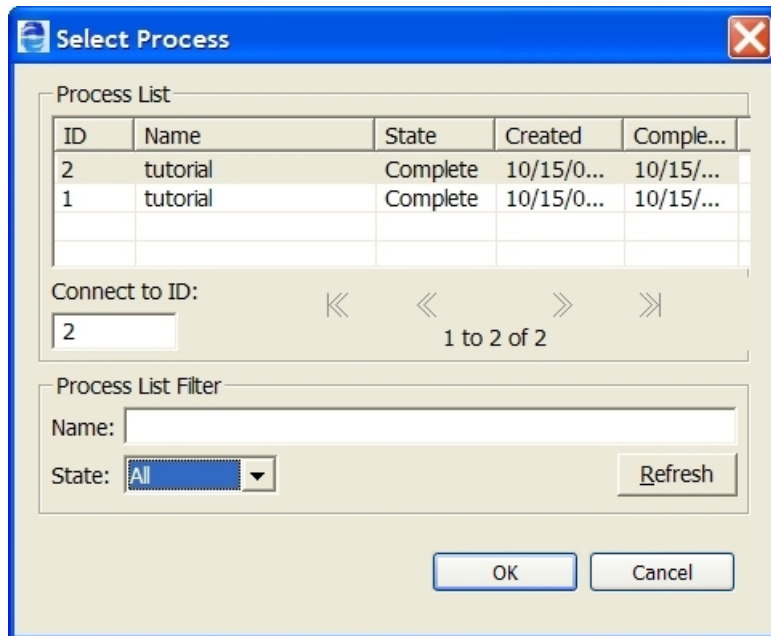 Select Process
Process List
ID Name State Created Comple...
2 tutorial Complete 10/15/0... 10/15/...
1 tutorial Complete 10/15/0... 10/15/...
Connect to ID:
2
1 to 2 of 2
Process List Filter
Name:
State: All Refresh
OK Cancel